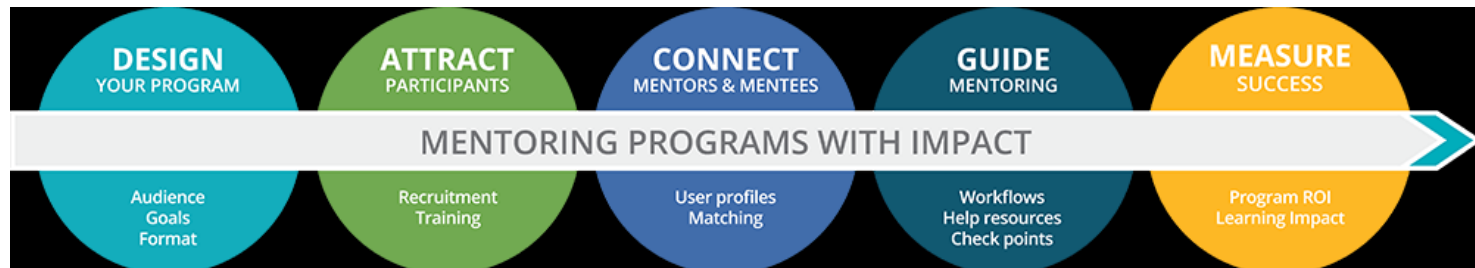 DESIGN
YOUR PROGRAM
ATTRACT
PARTICIPANTS
CONNECT
MENTORS & MENTEES
GUIDE
MENTORING
MEASURE
SUCCESS
MENTORING PROGRAMS WITH IMPACT
Audience
Goals
Format
Recruitment
Training
User profiles
Matching
Workflows
Help resources
Check points
Program ROI
Learning Impact